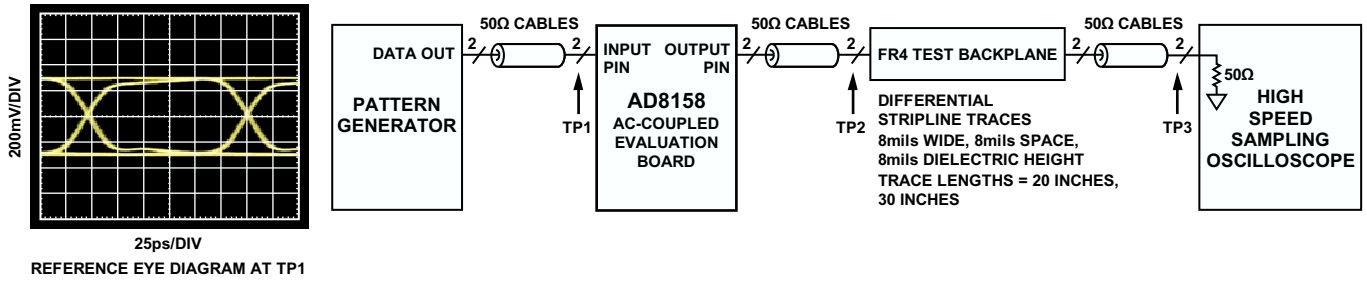 200mV/DIV
25ps/DIV
REFERENCE EYE DIAGRAM AT TP1
DATA OUT
PATTERN
GENERATOR
50Ω CABLES
2
2
TP1
INPUT
PIN
OUTPUT
PIN
AD8158
AC-COUPLED
EVALUATION
BOARD
50Ω CABLES
2
2
TP2
FR4 TEST BACKPLANE
DIFFERENTIAL
STRIPLINE TRACES
8mils WIDE, 8mils SPACE,
8mils DIELECTRIC HEIGHT
TRACE LENGTHS = 20 INCHES,
30 INCHES
50Ω CABLES
2
2
TP3
50Ω
HIGH
SPEED
SAMPLING
OSCILLOSCOPE